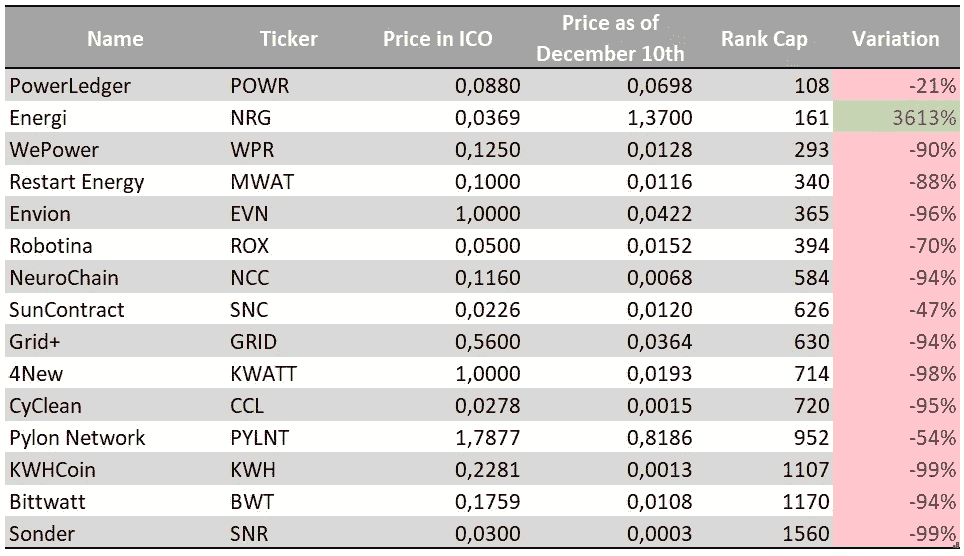 Name Ticker Price in ICO Price as of December 10th Rank Cap Variation
PowerLedger POWR 0,0880 0,0698 108 -21%
Energi NRG 0,0369 1,3700 161 3613%
WePower WPR 0,1250 0,0128 293 -90%
Restart Energy MWAT 0,1000 0,0116 340 -88%
Envion EVN 1,0000 0,0422 365 -96%
Robotina ROX 0,0500 0,0152 394 -70%
NeuroChain NCC 0,1160 0,0068 584 -94%
SunContract SNC 0,0226 0,0120 626 -47%
Grid+ GRID 0,5600 0,0364 630 -94%
4New KWATT 1,0000 0,0193 714 -98%
CyClean CCL 0,0278 0,0015 720 -95%
Pylon Network PYLNT 1,7877 0,8186 952 -54%
KWHCoin KWH 0,2281 0,0013 1107 -99%
Bittwatt BWT 0,1759 0,0108 1170 -94%
Sonder SNR 0,0300 0,0003 1560 -99%